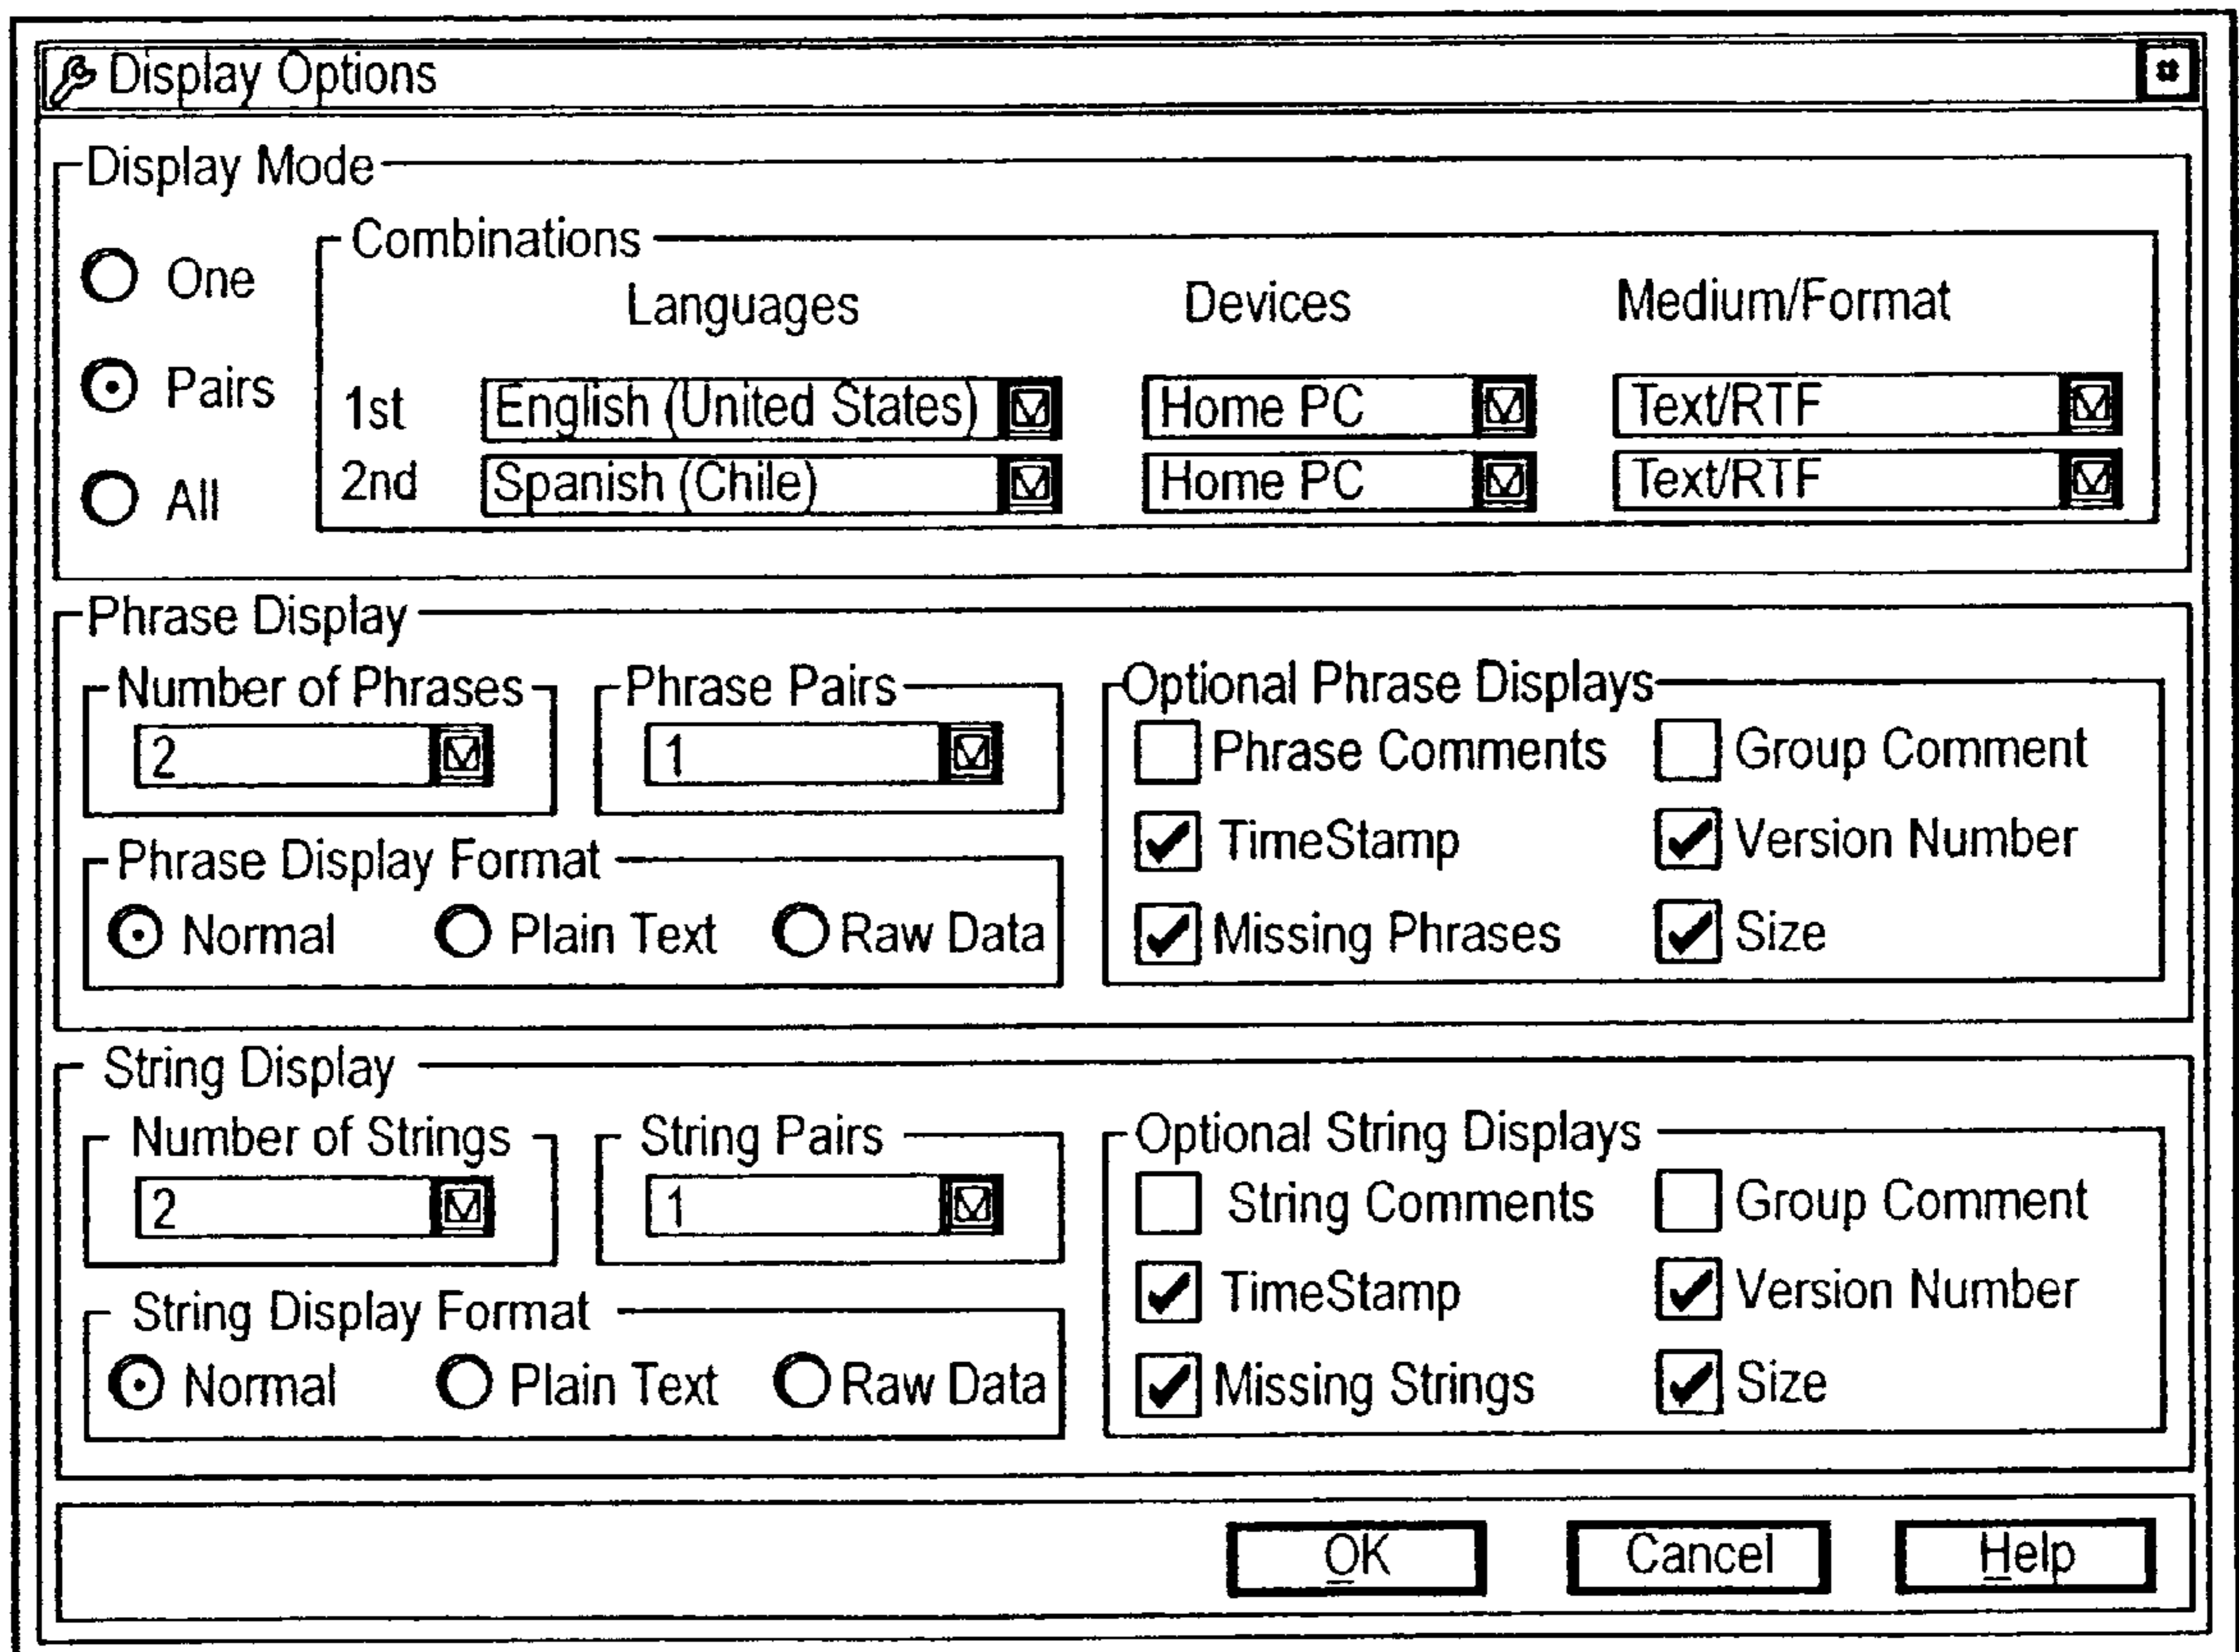 Display Options
Display Mode
One
Pairs
All
Combinations
Languages Devices Medium/Format
1st English (United States) Home PC Text/RTF
2nd Spanish (Chile) Home PC Text/RTF
Phrase Display
Number of Phrases
2
Phrase Pairs
1
Phrase Display Format
Normal Plain Text Raw Data
Optional Phrase Displays
Phrase Comments Group Comment
TimeStamp Version Number
Missing Phrases Size
String Display
Number of Strings
2
String Pairs
1
String Display Format
Normal Plain Text Raw Data
Optional String Displays
String Comments Group Comment
TimeStamp Version Number
Missing Strings Size
OK Cancel Help